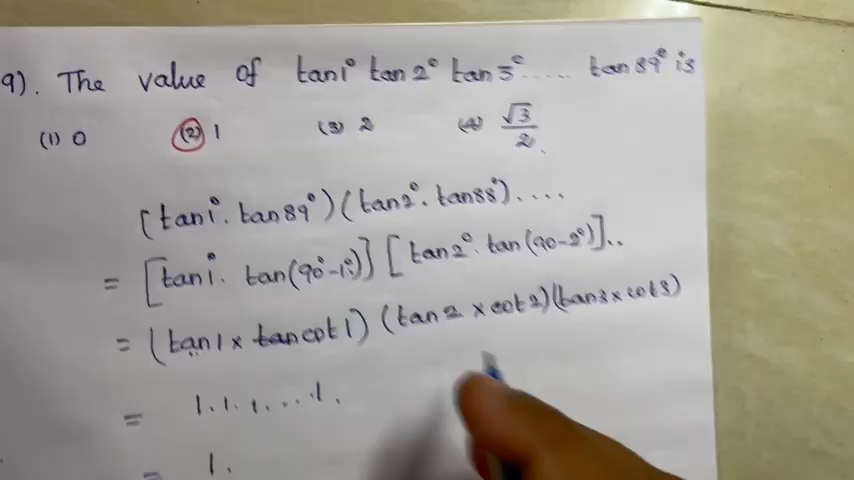 9). The value of tan1° tan2° tan3°..... tan89° is
(1) 0 (2) 1 (3) 2 (4) √3/2
(tan1°. tan89°)(tan2°. tan88°)....
= [tan1°. tan(90°-1°)] [tan2°. tan(90-2°)]..
= (tan1 × tancot1) (tan2 × cot2)(tan3×cot3)
= 1.1.1....1.
= 1.